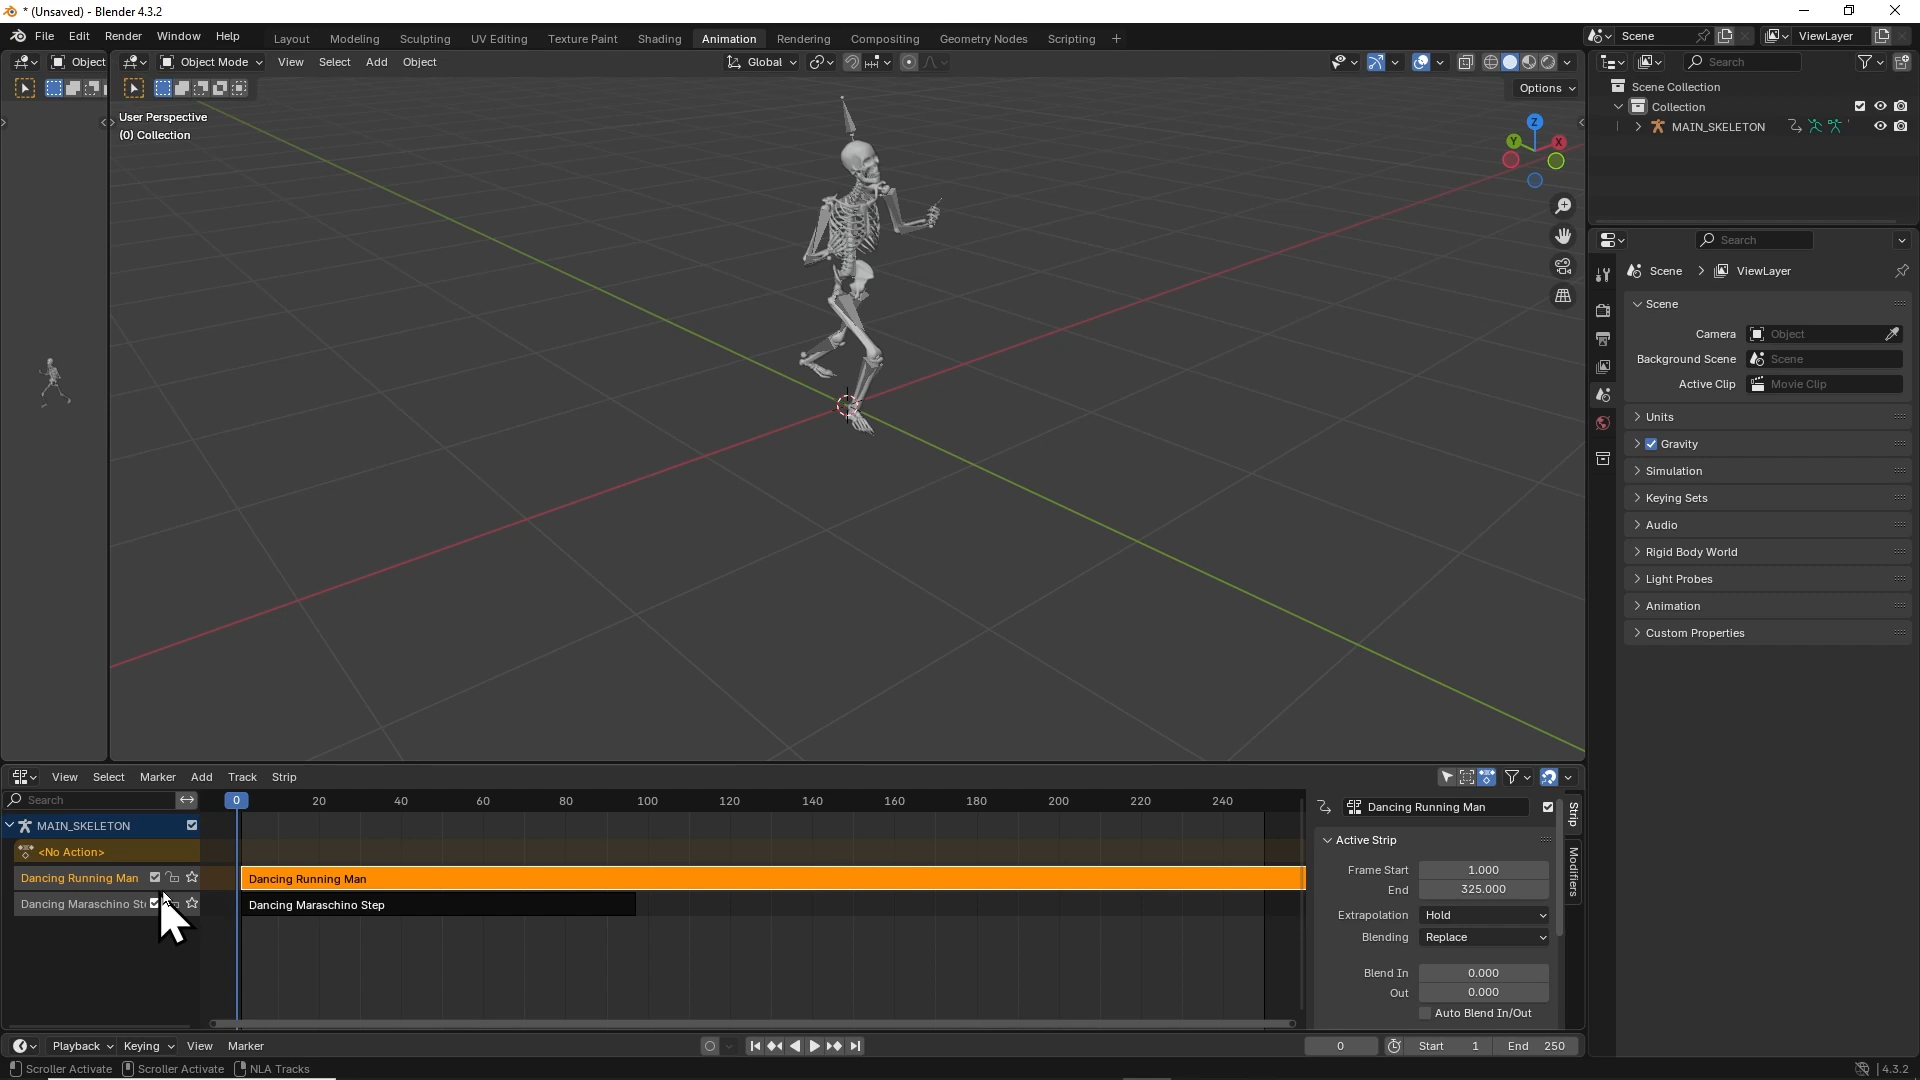 * (Unsaved) - Blender 4.3.2
File Edit Render Window Help
Layout Modeling Sculpting UV Editing Texture Paint Shading Animation Rendering Compositing Geometry Nodes Scripting +
Scene
ViewLayer
Object
Object Mode View Select Add Object
Global
Options
User Perspective
(0) Collection
Z
Y
X
Search
Scene Collection
Collection
MAIN_SKELETON
Search
Scene > ViewLayer
Scene
Camera Object
Background Scene Scene
Active Clip Movie Clip
Units
Gravity
Simulation
Keying Sets
Audio
Rigid Body World
Light Probes
Animation
Custom Properties
View Select Marker Add Track Strip
Search
0 20 40 60 80 100 120 140 160 180 200 220 240
MAIN_SKELETON
<No Action>
Dancing Running Man
Dancing Running Man
Dancing Maraschino St
Dancing Maraschino Step
Dancing Running Man
Active Strip
Frame Start 1.000
End 325.000
Extrapolation Hold
Blending Replace
Blend In 0.000
Out 0.000
Auto Blend In/Out
Strip
Modifiers
Playback Keying View Marker
0
Start 1
End 250
Scroller Activate Scroller Activate NLA Tracks
4.3.2